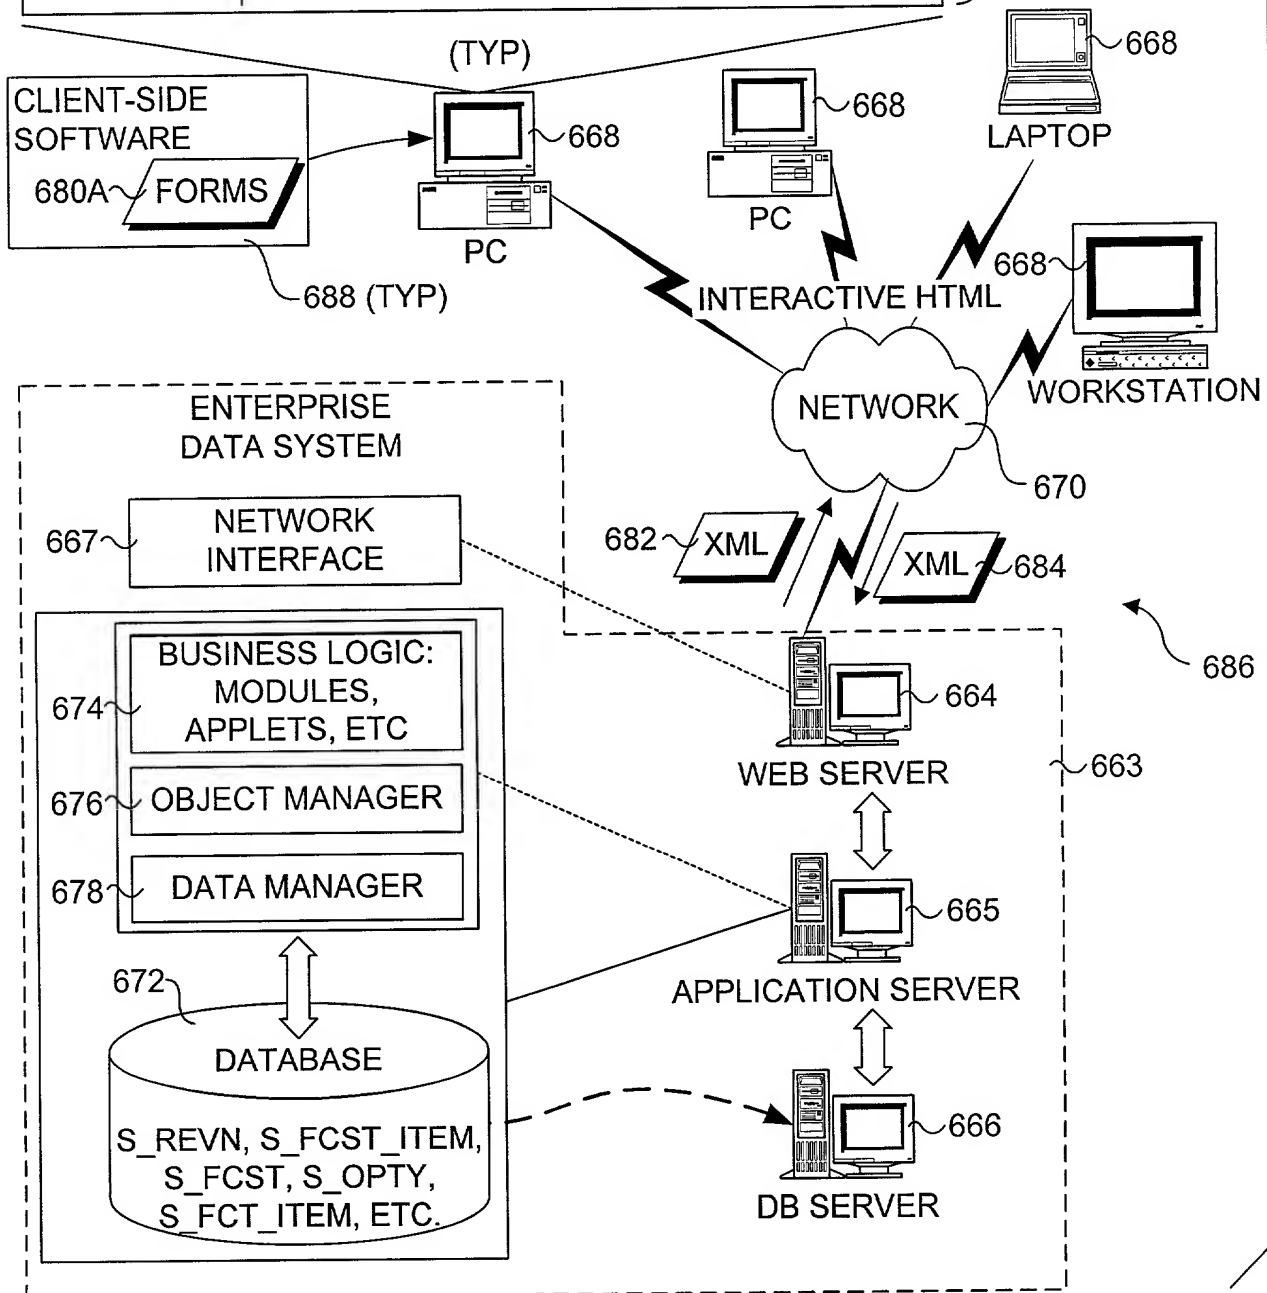 (TYP)
668
CLIENT-SIDE
SOFTWARE
680A
FORMS
668
PC
668
PC
LAPTOP
688 (TYP)
INTERACTIVE HTML
668
WORKSTATION
NETWORK
670
ENTERPRISE
DATA SYSTEM
667
NETWORK
INTERFACE
682
XML
XML
684
686
674
BUSINESS LOGIC:
MODULES,
APPLETS, ETC
676
OBJECT MANAGER
678
DATA MANAGER
664
WEB SERVER
663
665
APPLICATION SERVER
672
DATABASE
S_REVN, S_FCST_ITEM,
S_FCST, S_OPTY,
S_FCT_ITEM, ETC.
666
DB SERVER